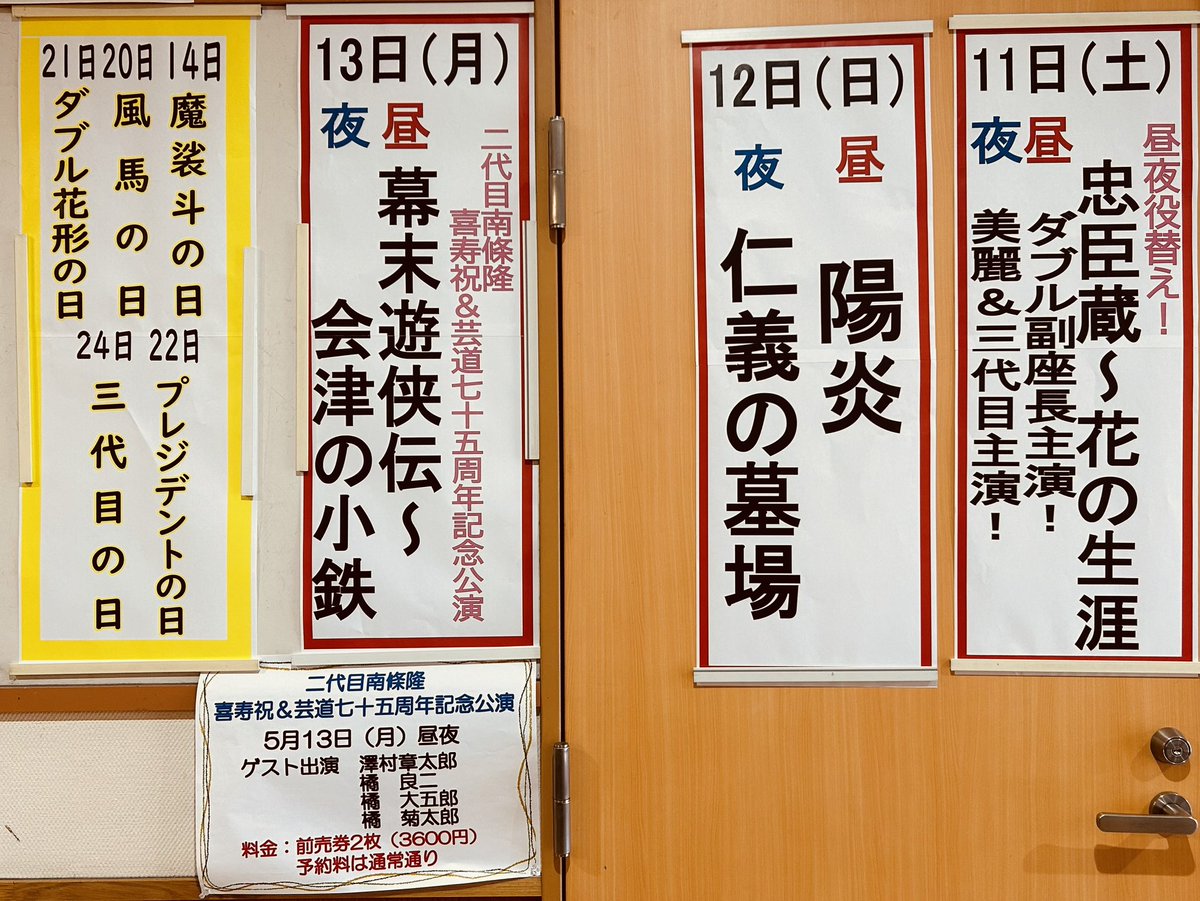 11日(土)
昼夜役替え!
忠臣蔵〜花の生涯
昼
ダブル副座長主演!
夜
美麗&三代目主演!
12日(日)
昼
陽炎
夜
仁義の墓場
13日(月)
二代目南條隆
喜寿祝&芸道七十五周年記念公演
昼
夜
幕末遊侠伝〜
会津の小鉄
14日
魔裟斗の日
20日
風馬の日
21日
ダブル花形の日
22日
プレジデントの日
24日
三代目の日
二代目南條隆
喜寿祝&芸道七十五周年記念公演
5月13日(月)昼夜
ゲスト出演 澤村章太郎
橘 良二
橘 大五郎
橘 菊太郎
料金:前売券2枚(3600円)
予約料は通常通り